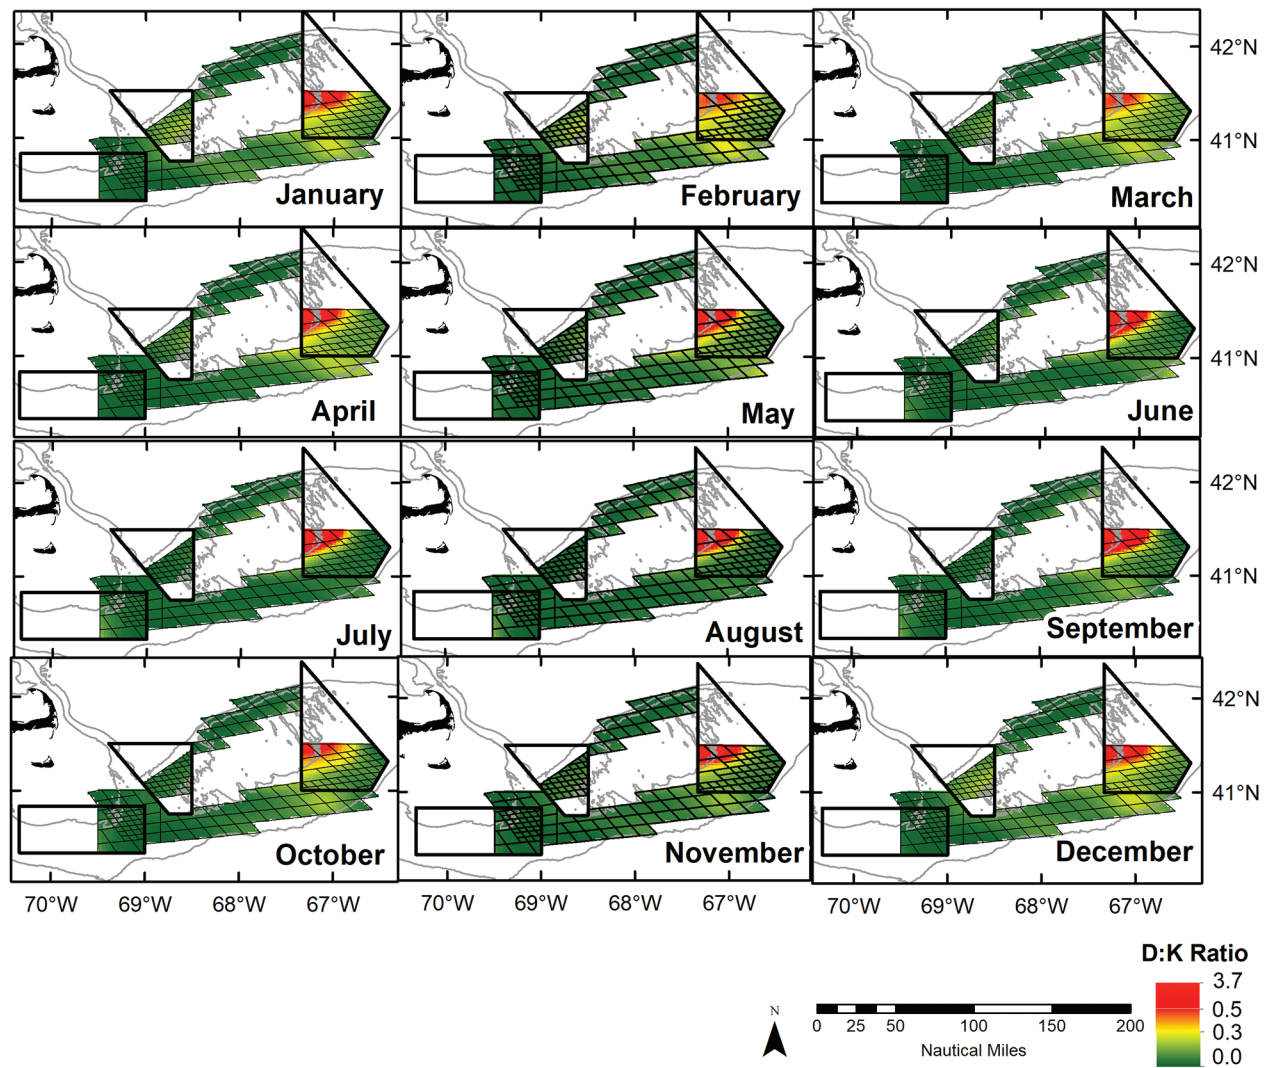 42°N
41°N
January
February
March
42°N
41°N
April
May
June
42°N
41°N
July
August
September
42°N
41°N
October
November
December
70°W 69°W 68°W 67°W 70°W 69°W 68°W 67°W 70°W 69°W 68°W 67°W
D:K Ratio
3.7
0.5
0.3
0.0
N
0 25 50 100 150 200
Nautical Miles